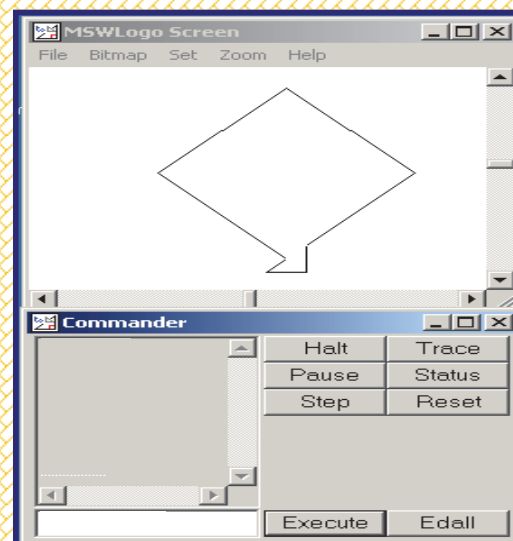 MSWLogo Screen
File Bitmap Set Zoom Help
Commander
Halt Trace
Pause Status
Step Reset
Execute Edall